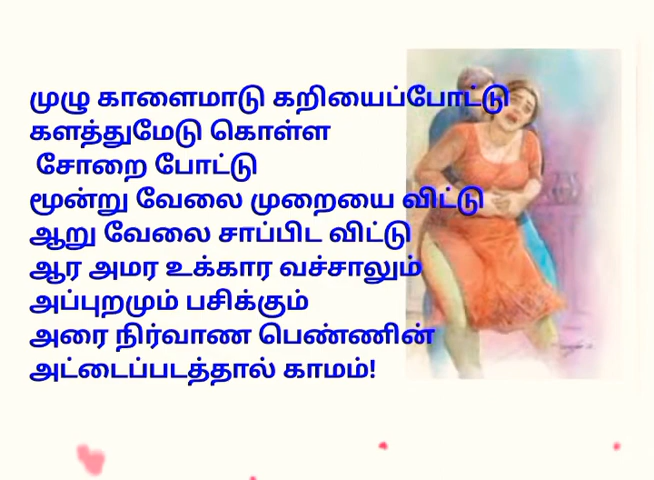 முழு காளைமாடு கறியைப்போட்டு
களத்துமேடு கொள்ள
சோறை போட்டு
மூன்று வேலை முறையை விட்டு
ஆறு வேலை சாப்பிட விட்டு
ஆர அமர உக்கார வச்சாலும்
அப்புறமும் பசிக்கும்
அரை நிர்வாண பெண்ணின்
அட்டைப்படத்தால் காமம்!